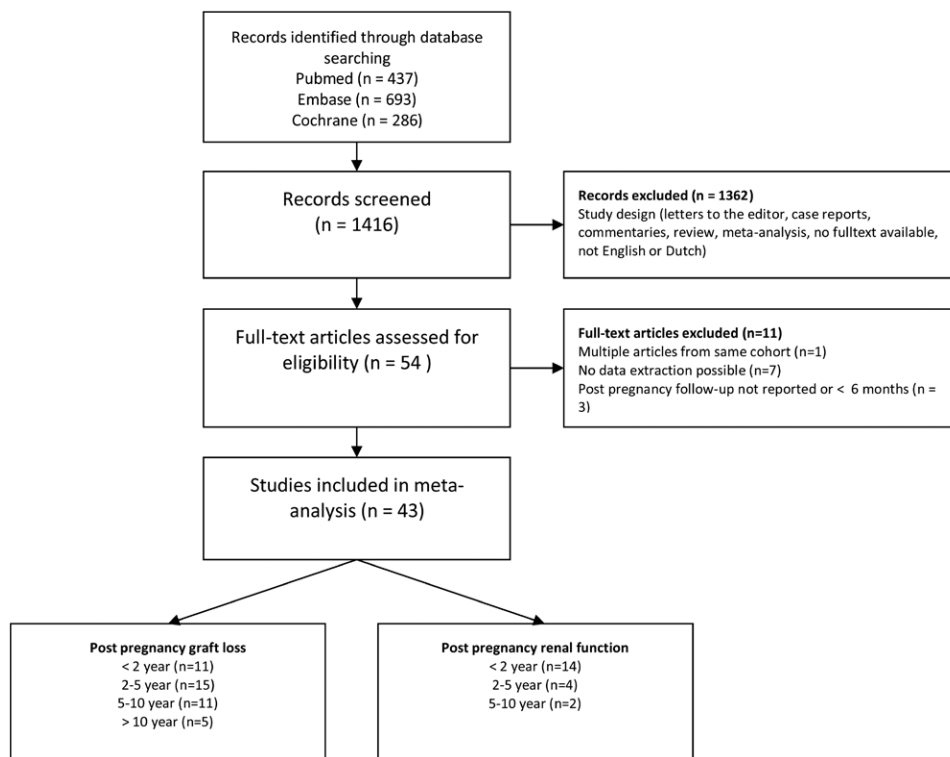 Records identified through database
searching
Pubmed (n = 437)
Embase (n = 693)
Cochrane (n = 286)
Records screened
(n = 1416)
Records excluded (n = 1362)
Study design (letters to the editor, case reports,
commentaries, review, meta-analysis, no fulltext available,
not English or Dutch)
Full-text articles assessed for
eligibility (n = 54 )
Full-text articles excluded (n=11)
Multiple articles from same cohort (n=1)
No data extraction possible (n=7)
Post pregnancy follow-up not reported or < 6 months (n =
3)
Studies included in meta-
analysis (n = 43)
Post pregnancy graft loss
< 2 year (n=11)
2-5 year (n=15)
5-10 year (n=11)
> 10 year (n=5)
Post pregnancy renal function
< 2 year (n=14)
2-5 year (n=4)
5-10 year (n=2)